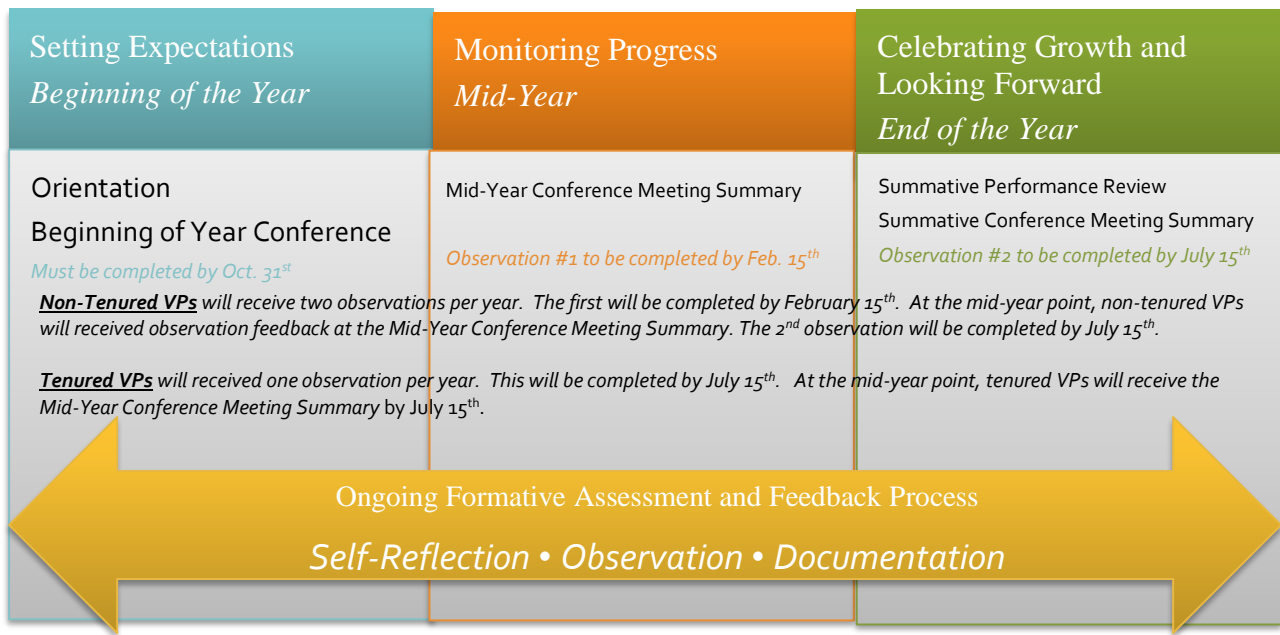 Setting Expectations
Beginning of the Year
Monitoring Progress
Mid-Year
Celebrating Growth and
Looking Forward
End of the Year
Orientation
Beginning of Year Conference
Must be completed by Oct. 31st
Mid-Year Conference Meeting Summary
Observation #1 to be completed by Feb. 15th
Summative Performance Review
Summative Conference Meeting Summary
Observation #2 to be completed by July 15th
Non-Tenured VPs will receive two observations per year. The first will be completed by February 15th. At the mid-year point, non-tenured VPs
will received observation feedback at the Mid-Year Conference Meeting Summary. The 2nd observation will be completed by July 15th.
Tenured VPs will received one observation per year. This will be completed by July 15th. At the mid-year point, tenured VPs will receive the
Mid-Year Conference Meeting Summary by July 15th.
Ongoing Formative Assessment and Feedback Process
Self-Reflection • Observation • Documentation